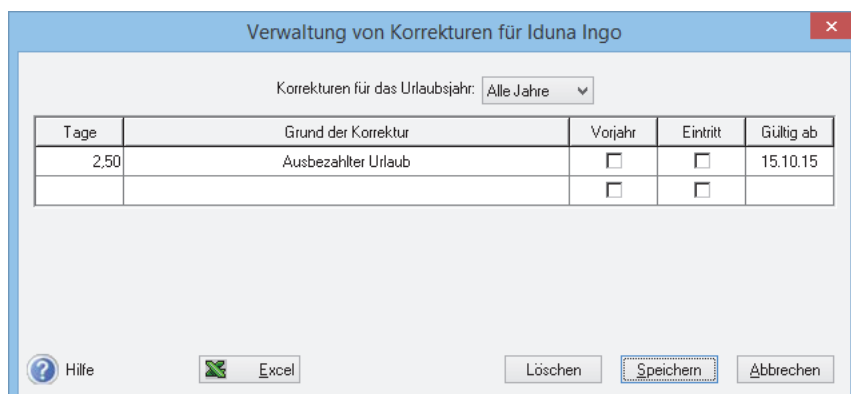 Verwaltung von Korrekturen für Iduna Ingo
Korrekturen für das Urlaubsjahr: Alle Jahre
Tage Grund der Korrektur Vorjahr Eintritt Gültig ab
2,50 Ausbezahlter Urlaub 15.10.15
Hilfe Excel Löschen Speichern Abbrechen